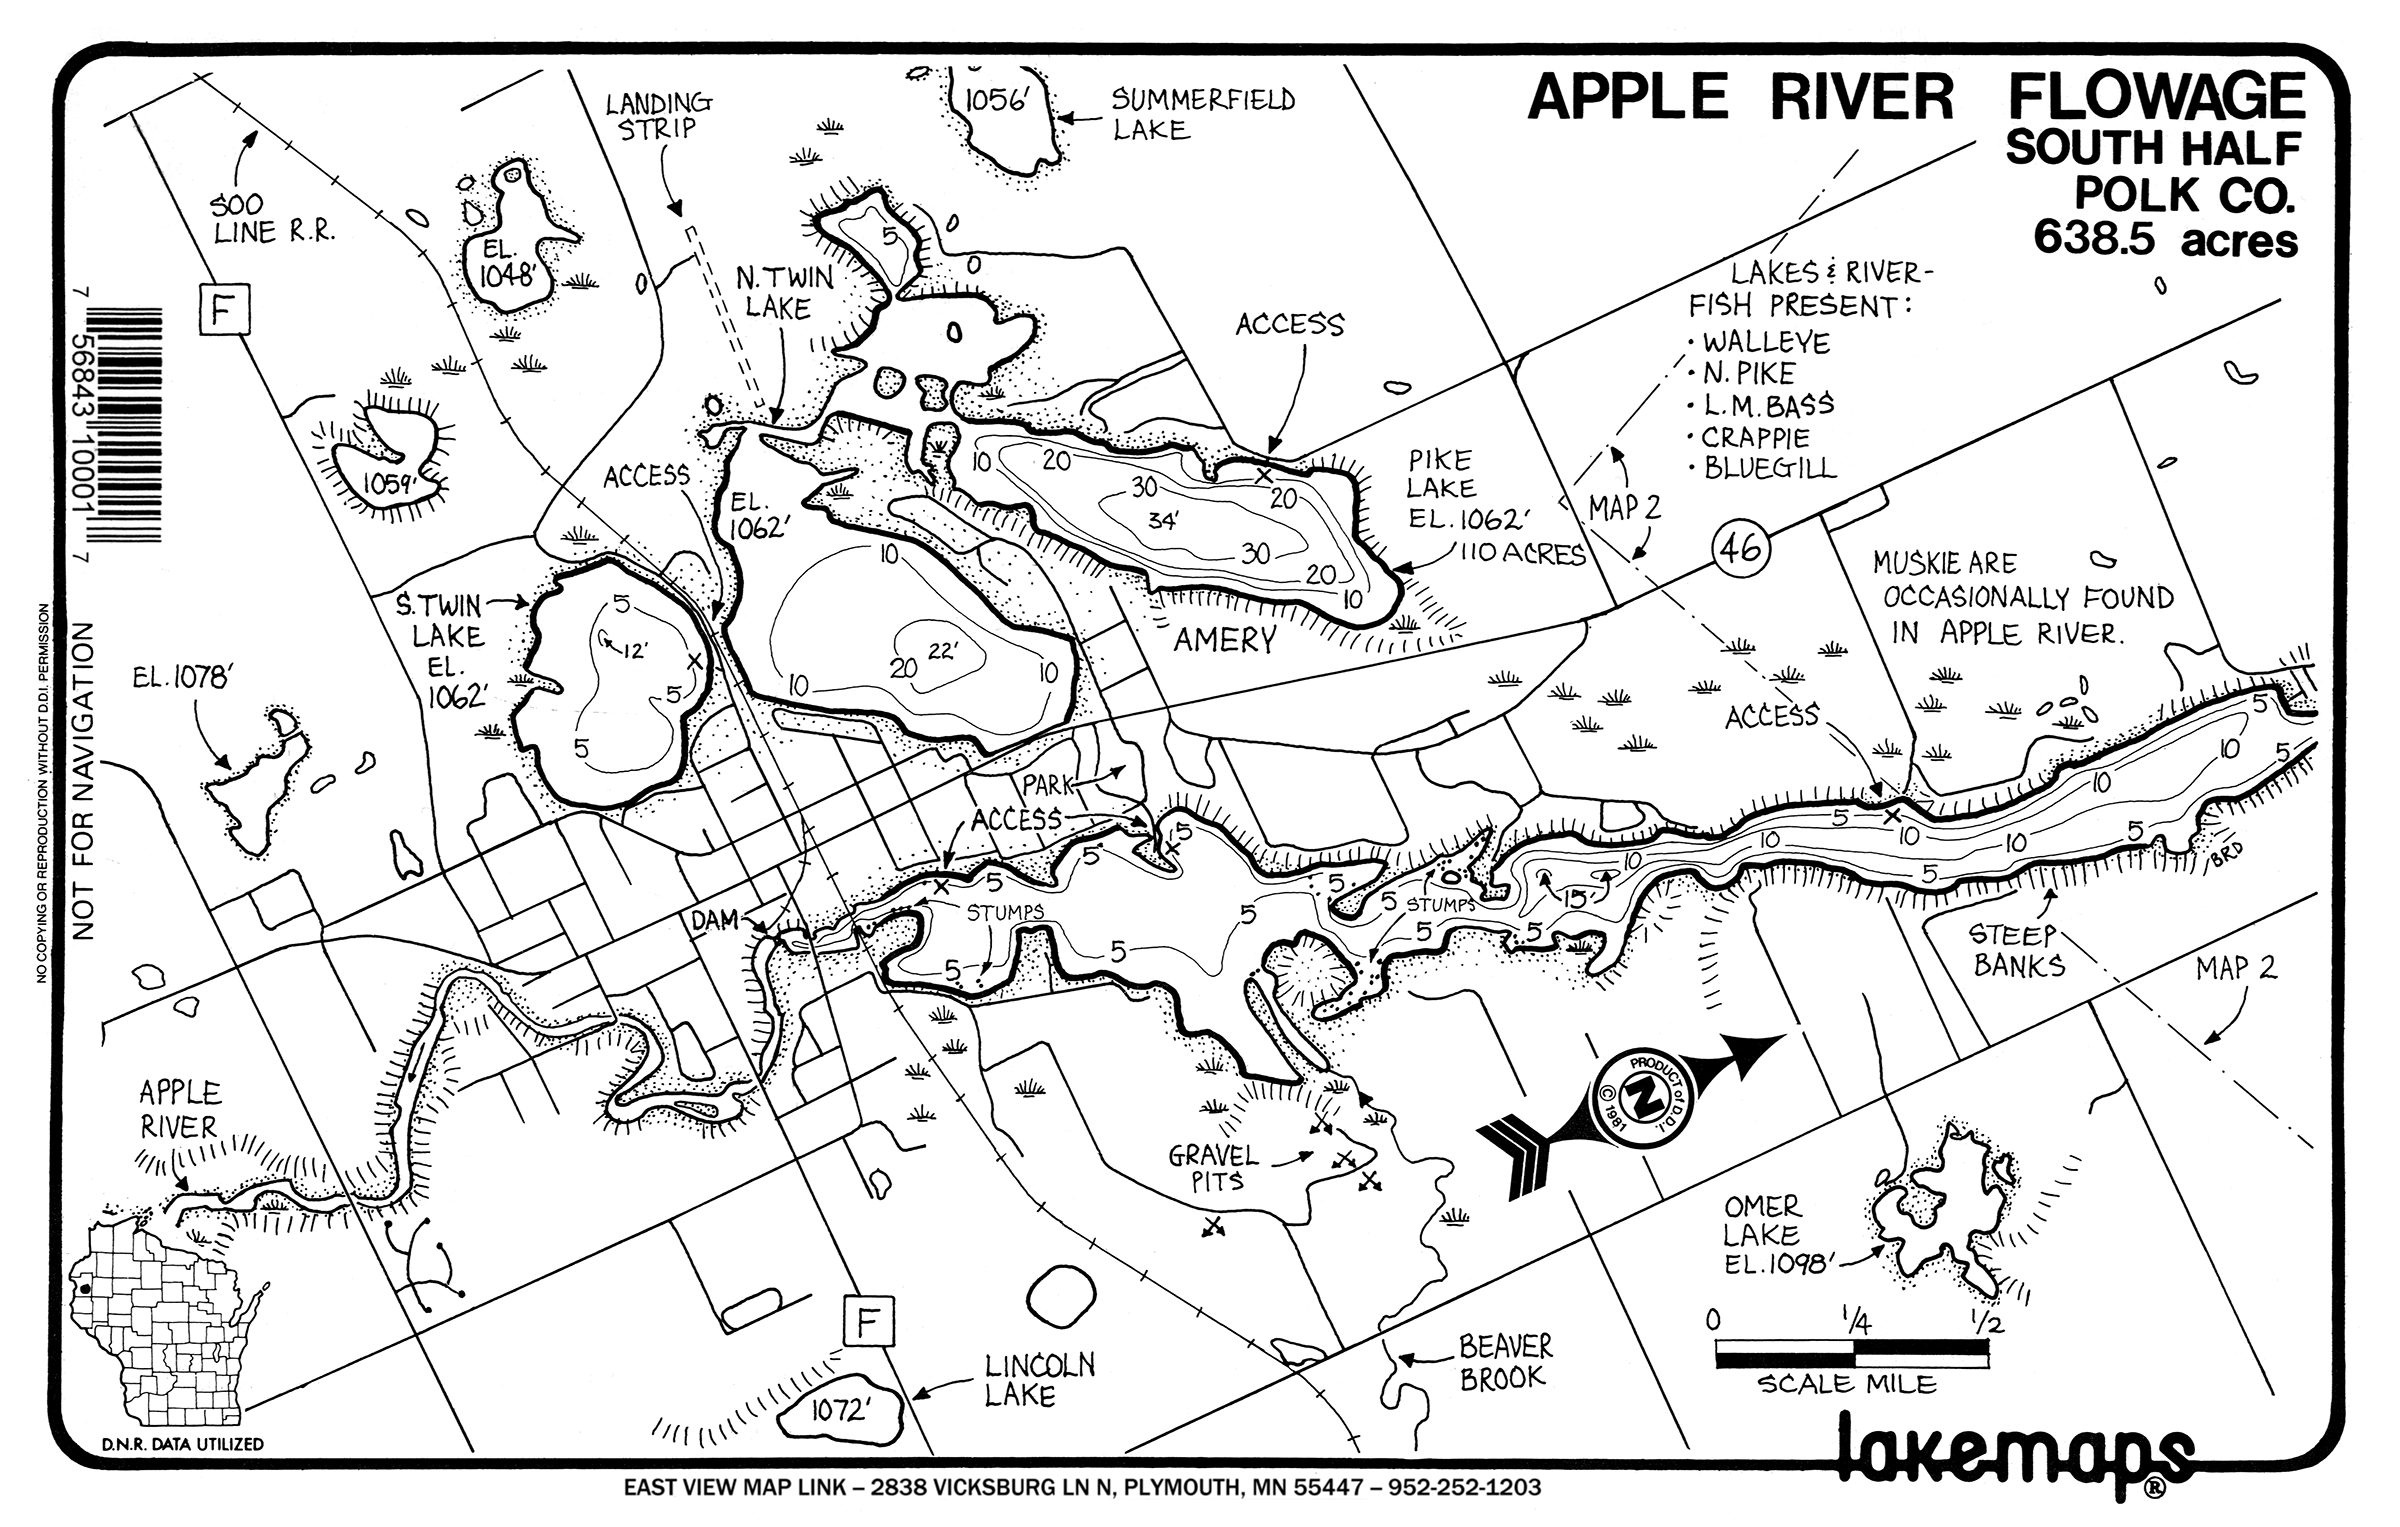 APPLE RIVER FLOWAGE
SOUTH HALF
POLK CO.
638.5 acres
LAKES & RIVER-
FISH PRESENT:
• WALLEYE
• N. PIKE
• L.M. BASS
• CRAPPIE
• BLUEGILL
SUMMERFIELD
LAKE
1056'
LANDING
STRIP
SOO
LINE R.R.
F
EL.
1048'
1059'
N. TWIN
LAKE
5
ACCESS
ACCESS
EL.
1062'
10
20
30
34'
20
30
20
10
PIKE
LAKE
EL. 1062'
110 ACRES
MAP 2
46
MUSKIE ARE
OCCASIONALLY FOUND
IN APPLE RIVER.
AMERY
10
22'
20
10
10
S. TWIN
LAKE
EL.
1062'
5
12'
5
5
EL. 1078'
PARK
ACCESS
ACCESS
5
5
5
5
5
5
5
STUMPS
5
5
STUMPS
5
5
15'
10
10
5
10
10
10
10
5
5
5
5
BRD
DAM
STEEP
BANKS
MAP 2
APPLE
RIVER
GRAVEL
PITS
PRODUCT of D.D.I.
© 1981
N
OMER
LAKE
EL. 1098'
0 1/4 1/2
SCALE MILE
F
LINCOLN
LAKE
1072'
BEAVER
BROOK
D.N.R. DATA UTILIZED
lakemaps®
7 56843 10001 7
NOT FOR NAVIGATION
NO COPYING OR REPRODUCTION WITHOUT D.D.I. PERMISSION
EAST VIEW MAP LINK – 2838 VICKSBURG LN N, PLYMOUTH, MN 55447 – 952-252-1203